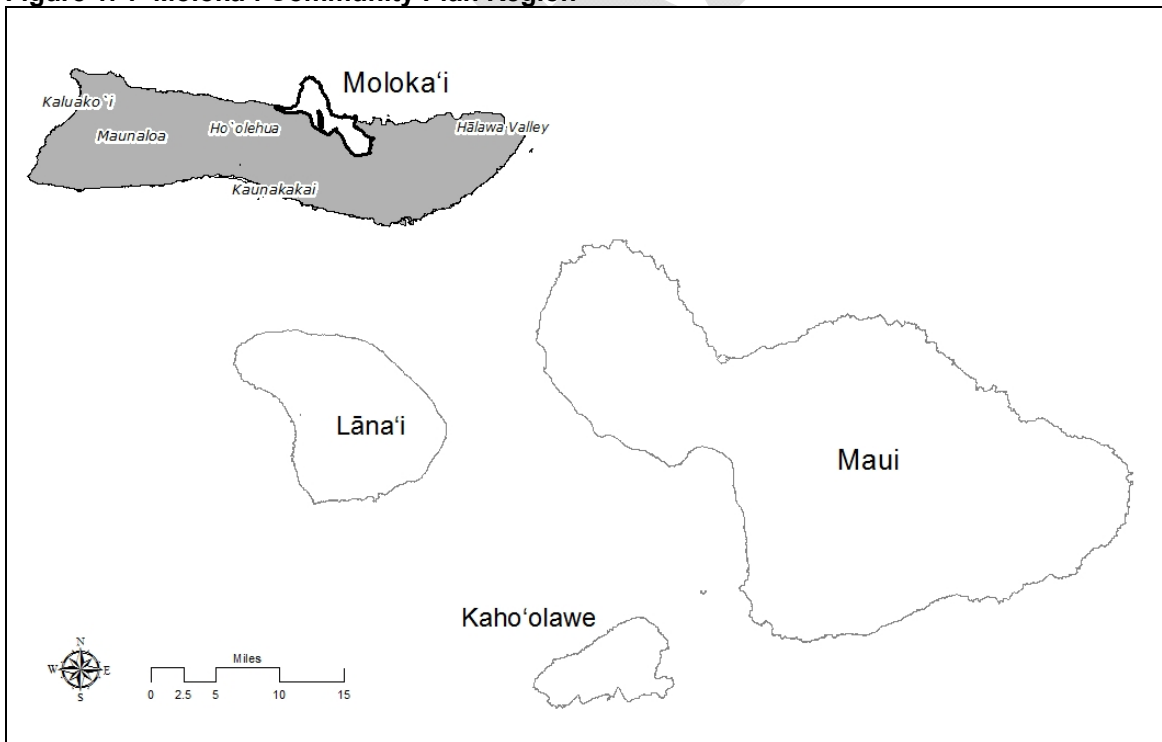 Figure 1. 1 Moloka‘i Community Plan Region
Moloka‘i
Kaluako`i
Maunaloa
Ho`olehua
Hālawa Valley
Kaunakakai
Lāna‘i
Maui
Kaho‘olawe
N
W E
S
Miles
0 2.5 5 10 15